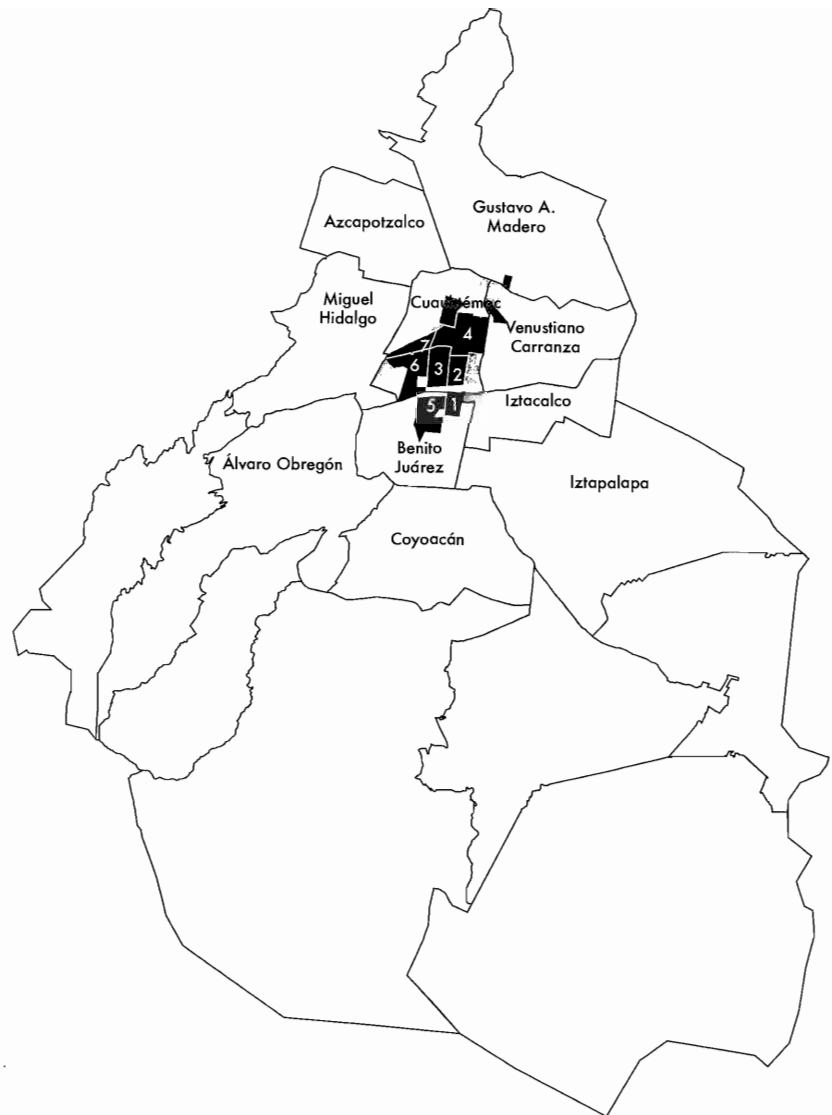 Gustavo A.
Madero
Azcapotzalco
Miguel
Hidalgo
Cuauhtémoc
Venustiano
Carranza
4
7
6
3
2
Iztacalco
5
1
Benito
Juárez
Álvaro Obregón
Iztapalapa
Coyoacán